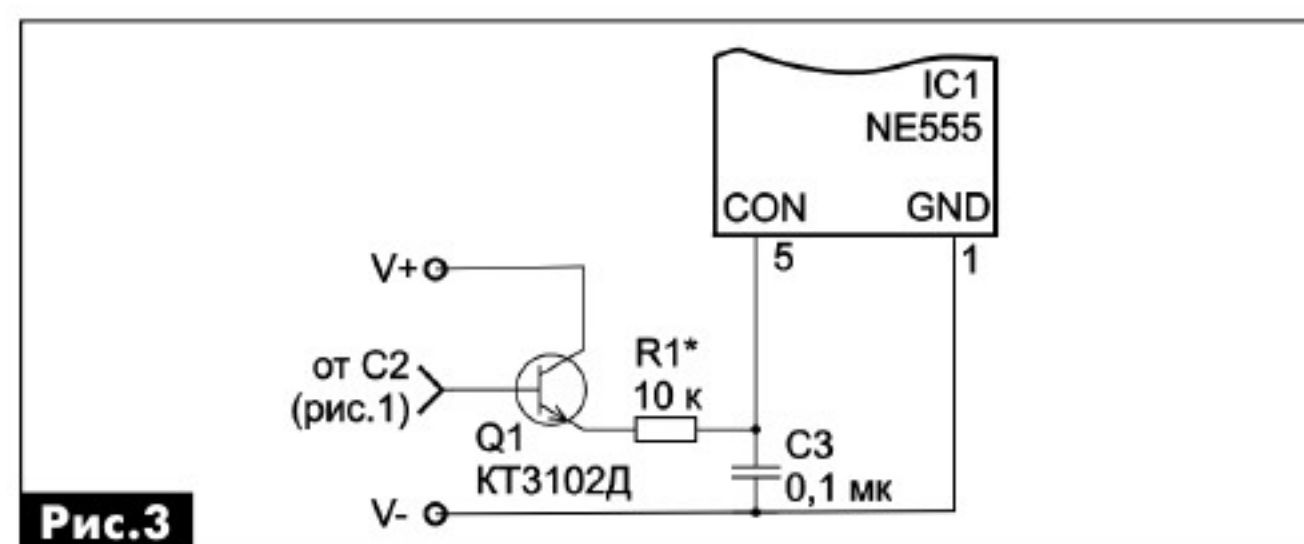 IC1
NE555
CON GND
5 1
V+
от С2
(рис.1)
R1*
10 к
Q1
КТ3102Д
C3
0,1 мк
V-
Рис.3